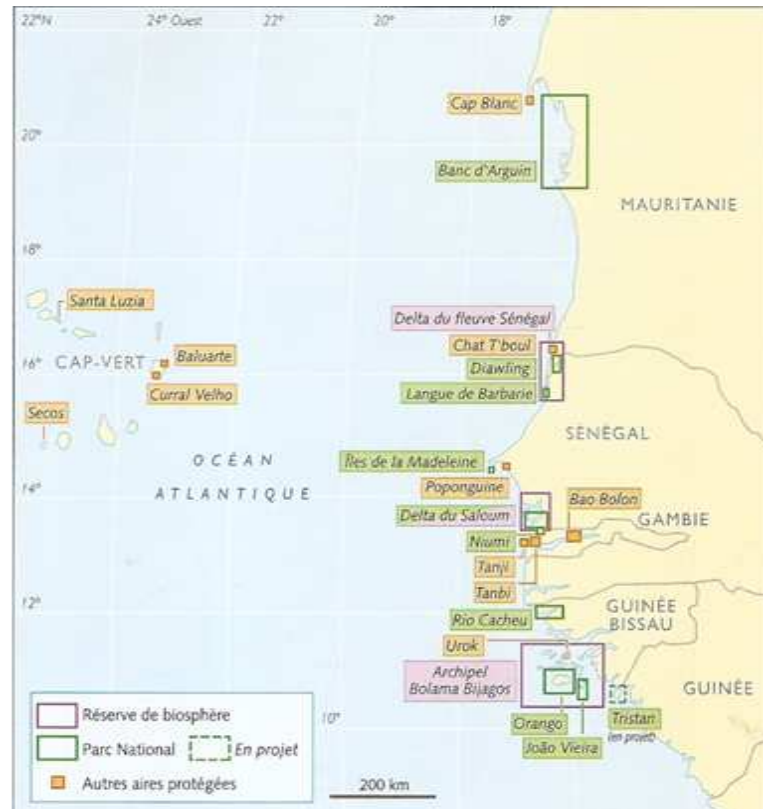 22°N
24° Ouest
22°
20°
18°
Cap Blanc
20°
Banc d'Arguin
MAURITANIE
18°
Santa Luzia
Delta du fleuve Sénégal
Chat T'boul
Baluarte
CAP-VERT
16°
Diawling
Curral Velho
Langue de Barbarie
Secos
SÉNÉGAL
OCÉAN
ATLANTIQUE
Îles de la Madeleine
14°
Poponguine
Bao Bolon
Delta du Saloum
GAMBIE
Niumi
Tanji
Tanbi
12°
Rio Cacheu
GUINÉE
BISSAU
Urok
Archipel
Bolama Bijagos
GUINÉE
10°
Orango
Tristan
(en projet)
João Vieira
Réserve de biosphère
Parc National
En projet
Autres aires protégées
200 km